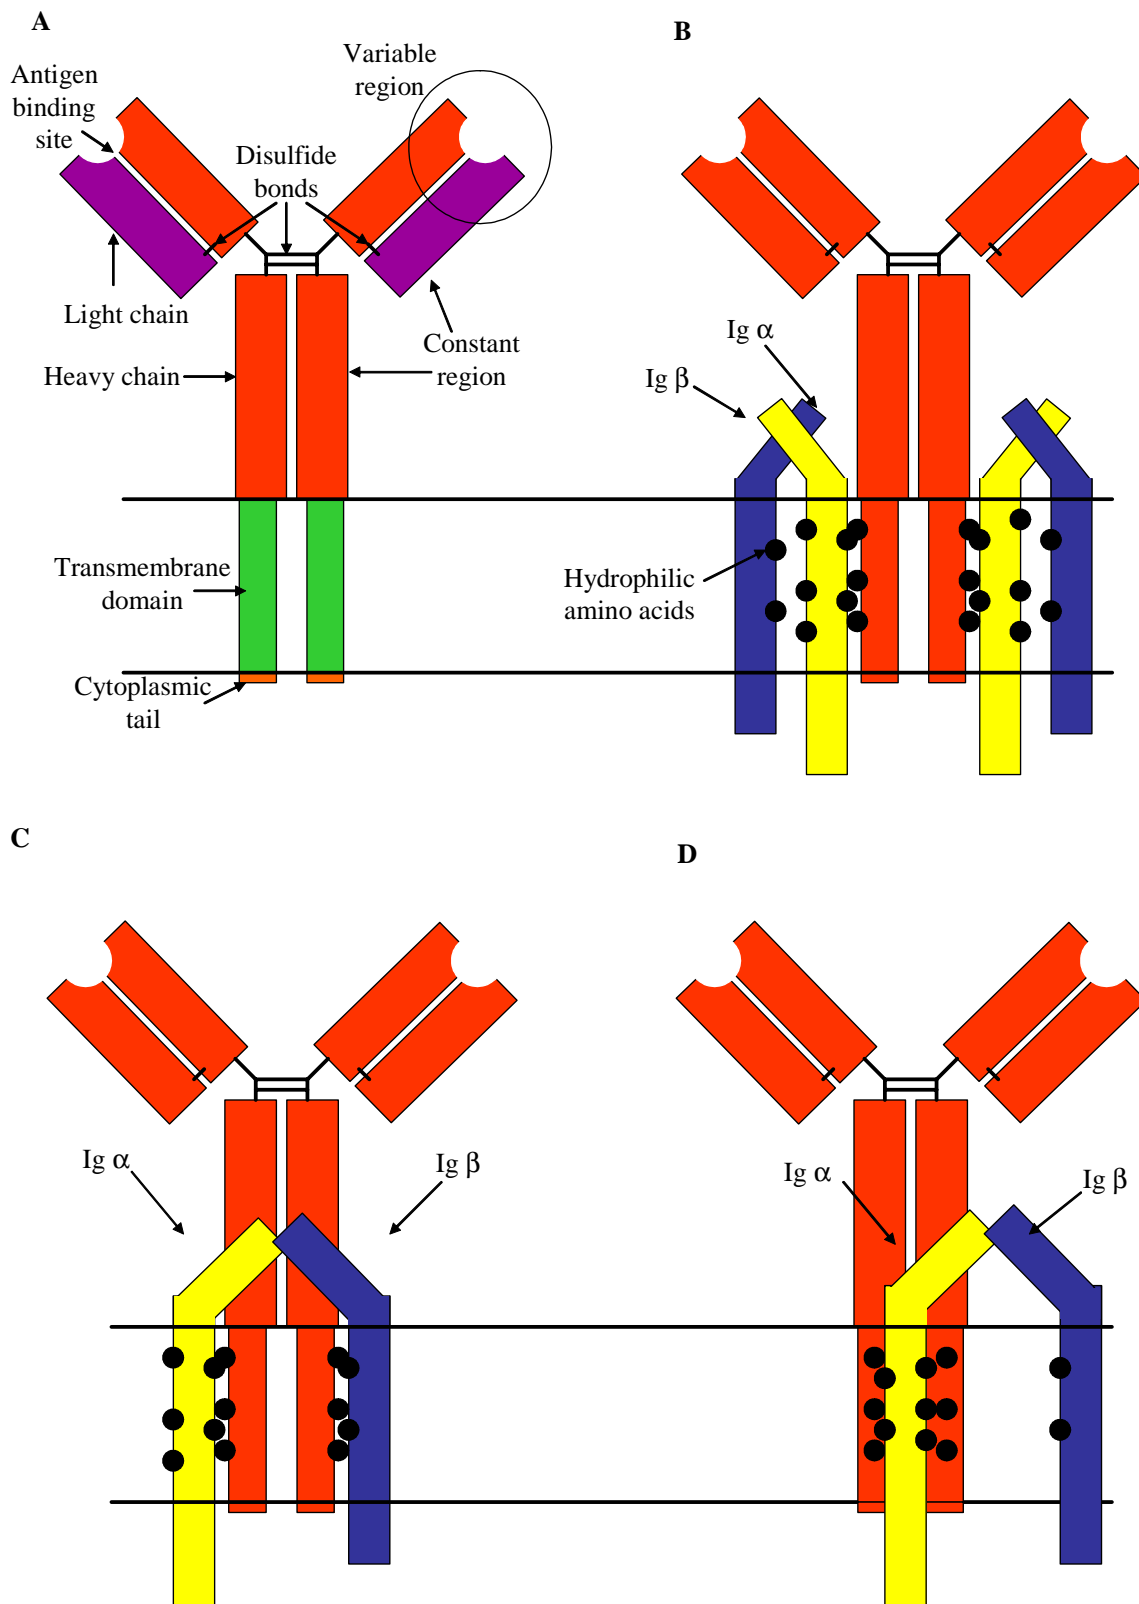 A
B
Variable
region
Antigen
binding
site
Disulfide
bonds
Light chain
Constant
region
Heavy chain
Ig α
Ig β
Transmembrane
domain
Hydrophilic
amino acids
Cytoplasmic
tail
C
D
Ig α
Ig β
Ig α
Ig β